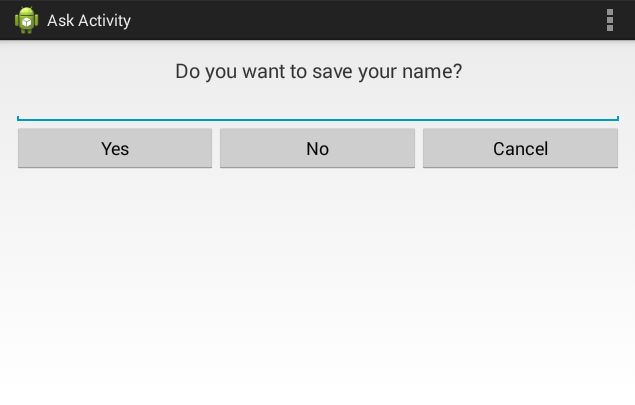 Ask Activity
Do you want to save your name?
Yes No Cancel